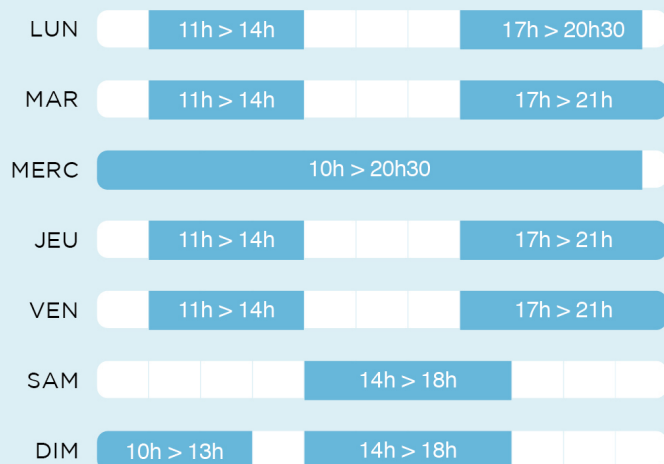 LUN 11h > 14h 17h > 20h30
MAR 11h > 14h 17h > 21h
MERC 10h > 20h30
JEU 11h > 14h 17h > 21h
VEN 11h > 14h 17h > 21h
SAM 14h > 18h
DIM 10h > 13h 14h > 18h